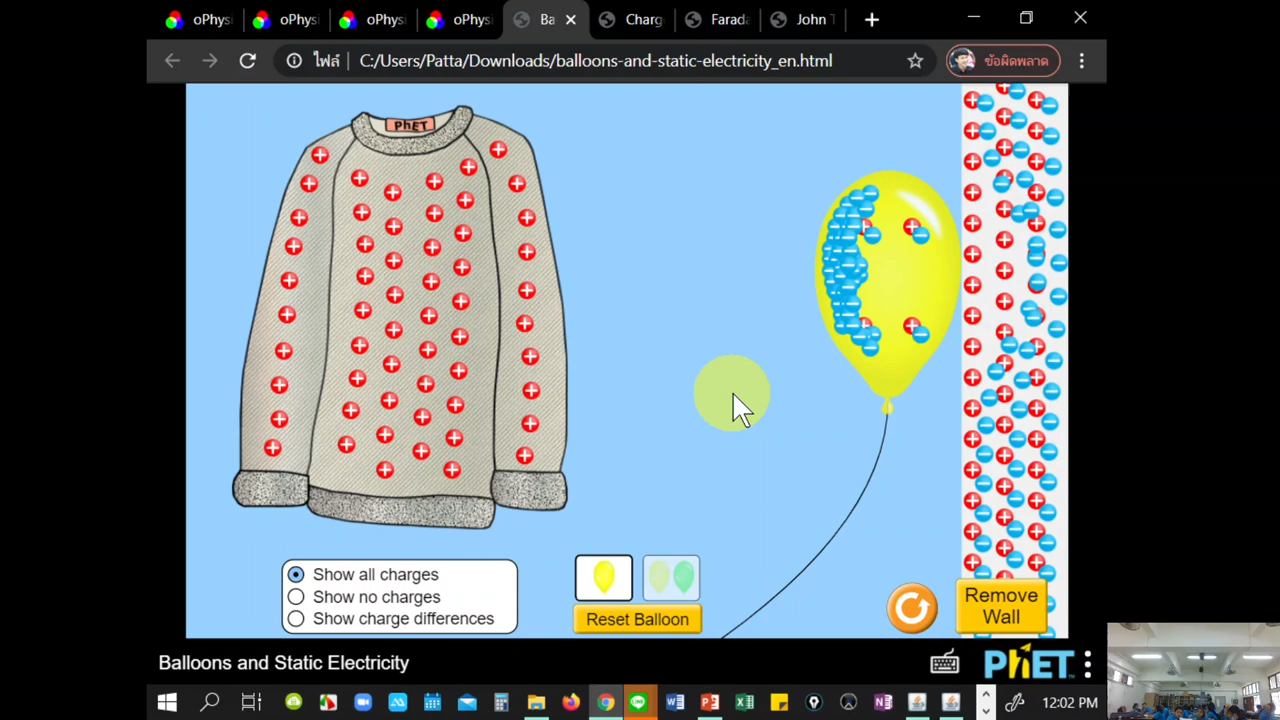 oPhysi
oPhysi
oPhysi
oPhysi
Ba
Charg
Farad
John T
ไฟล์
C:/Users/Patta/Downloads/balloons-and-static-electricity_en.html
ข้อผิดพลาด
PhET
Show all charges
Show no charges
Show charge differences
Reset Balloon
Remove
Wall
Balloons and Static Electricity
PhET
12:02 PM